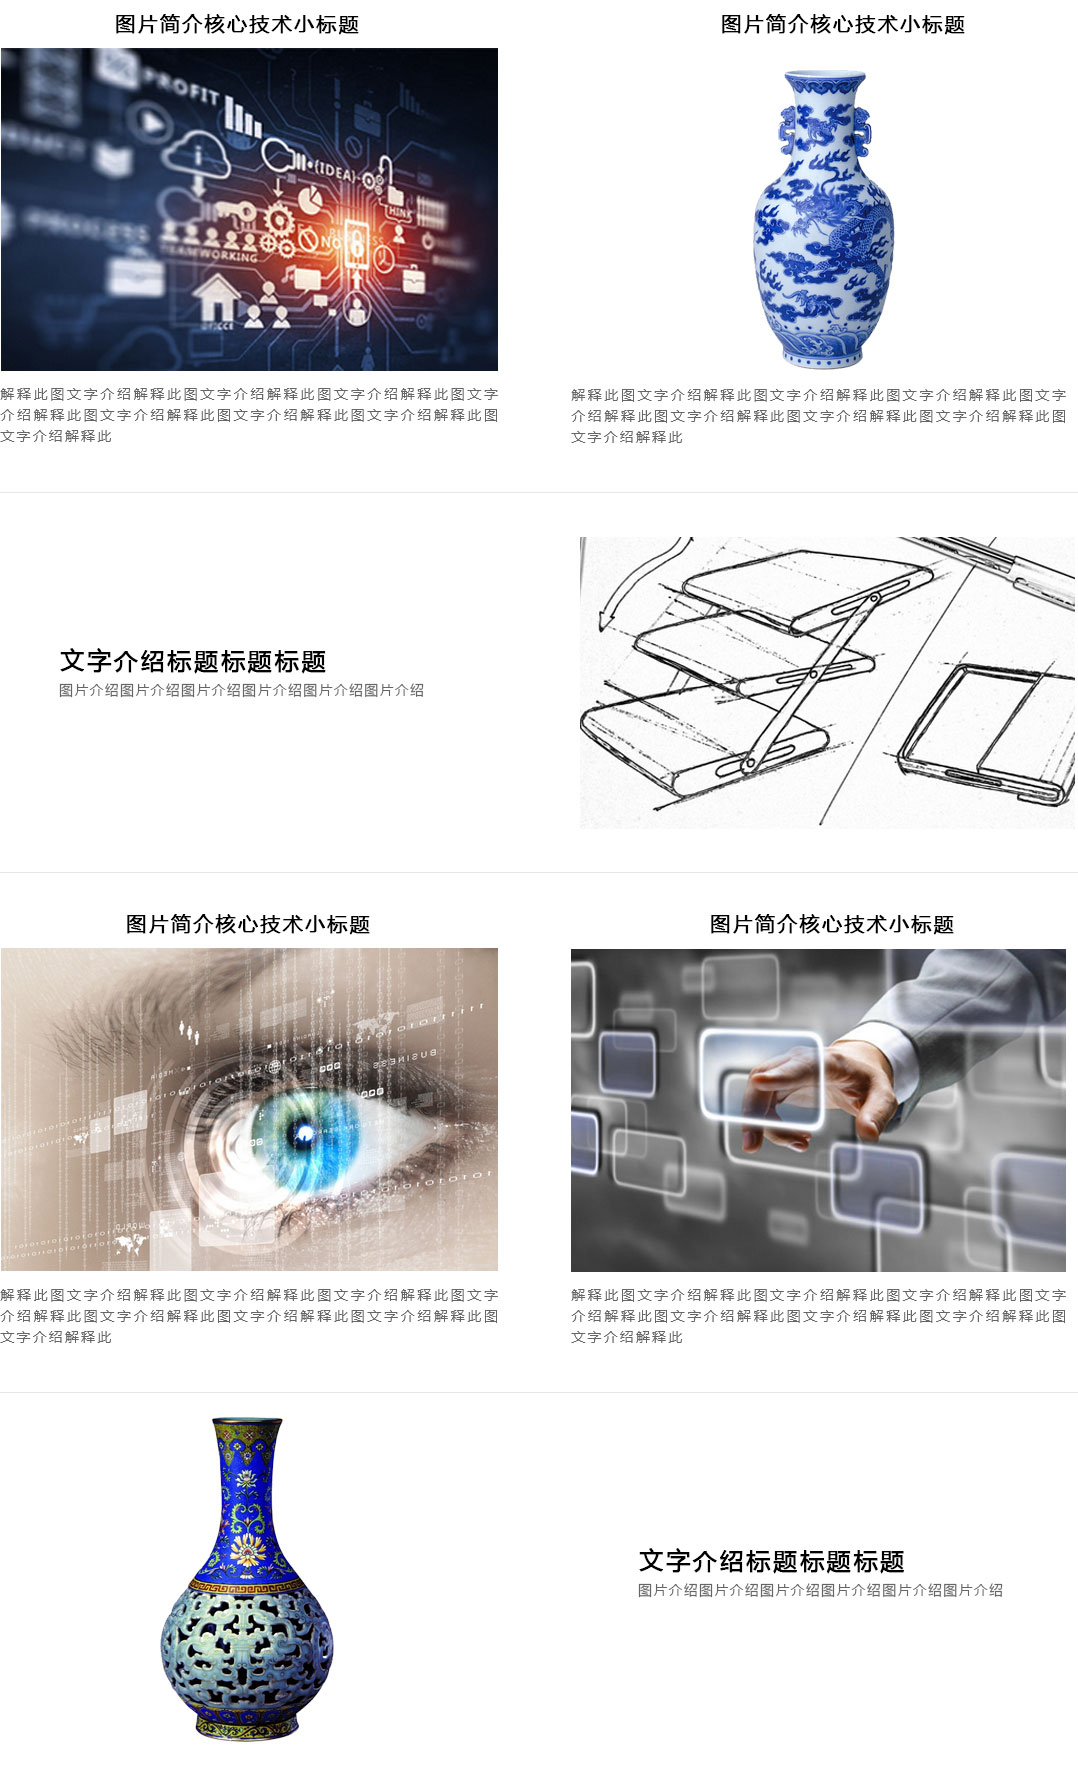 图片简介核心技术小标题
图片简介核心技术小标题
PROFIT
{IDEA}
TEAMWORKING
NO
PROCESS
解释此图文字介绍解释此图文字介绍解释此图文字介绍解释此图文字
介绍解释此图文字介绍解释此图文字介绍解释此图文字介绍解释此图
文字介绍解释此
解释此图文字介绍解释此图文字介绍解释此图文字介绍解释此图文字
介绍解释此图文字介绍解释此图文字介绍解释此图文字介绍解释此图
文字介绍解释此
文字介绍标题标题标题
图片介绍图片介绍图片介绍图片介绍图片介绍图片介绍
图片简介核心技术小标题
图片简介核心技术小标题
BUSINESS
解释此图文字介绍解释此图文字介绍解释此图文字介绍解释此图文字
介绍解释此图文字介绍解释此图文字介绍解释此图文字介绍解释此图
文字介绍解释此
解释此图文字介绍解释此图文字介绍解释此图文字介绍解释此图文字
介绍解释此图文字介绍解释此图文字介绍解释此图文字介绍解释此图
文字介绍解释此
文字介绍标题标题标题
图片介绍图片介绍图片介绍图片介绍图片介绍图片介绍